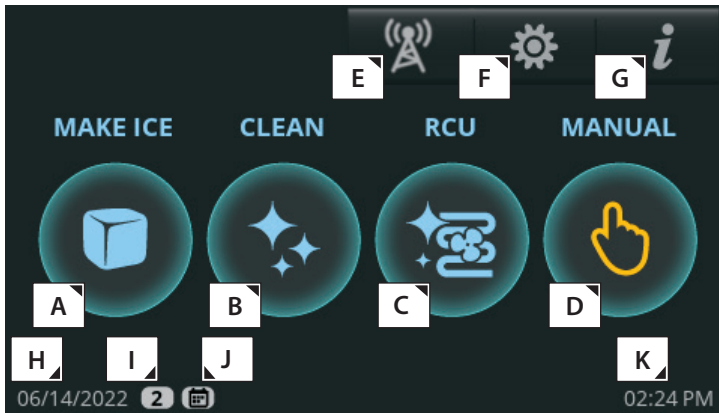 E F G
MAKE ICE CLEAN RCU MANUAL
A B C D
H I J K
06/14/2022 2 02:24 PM